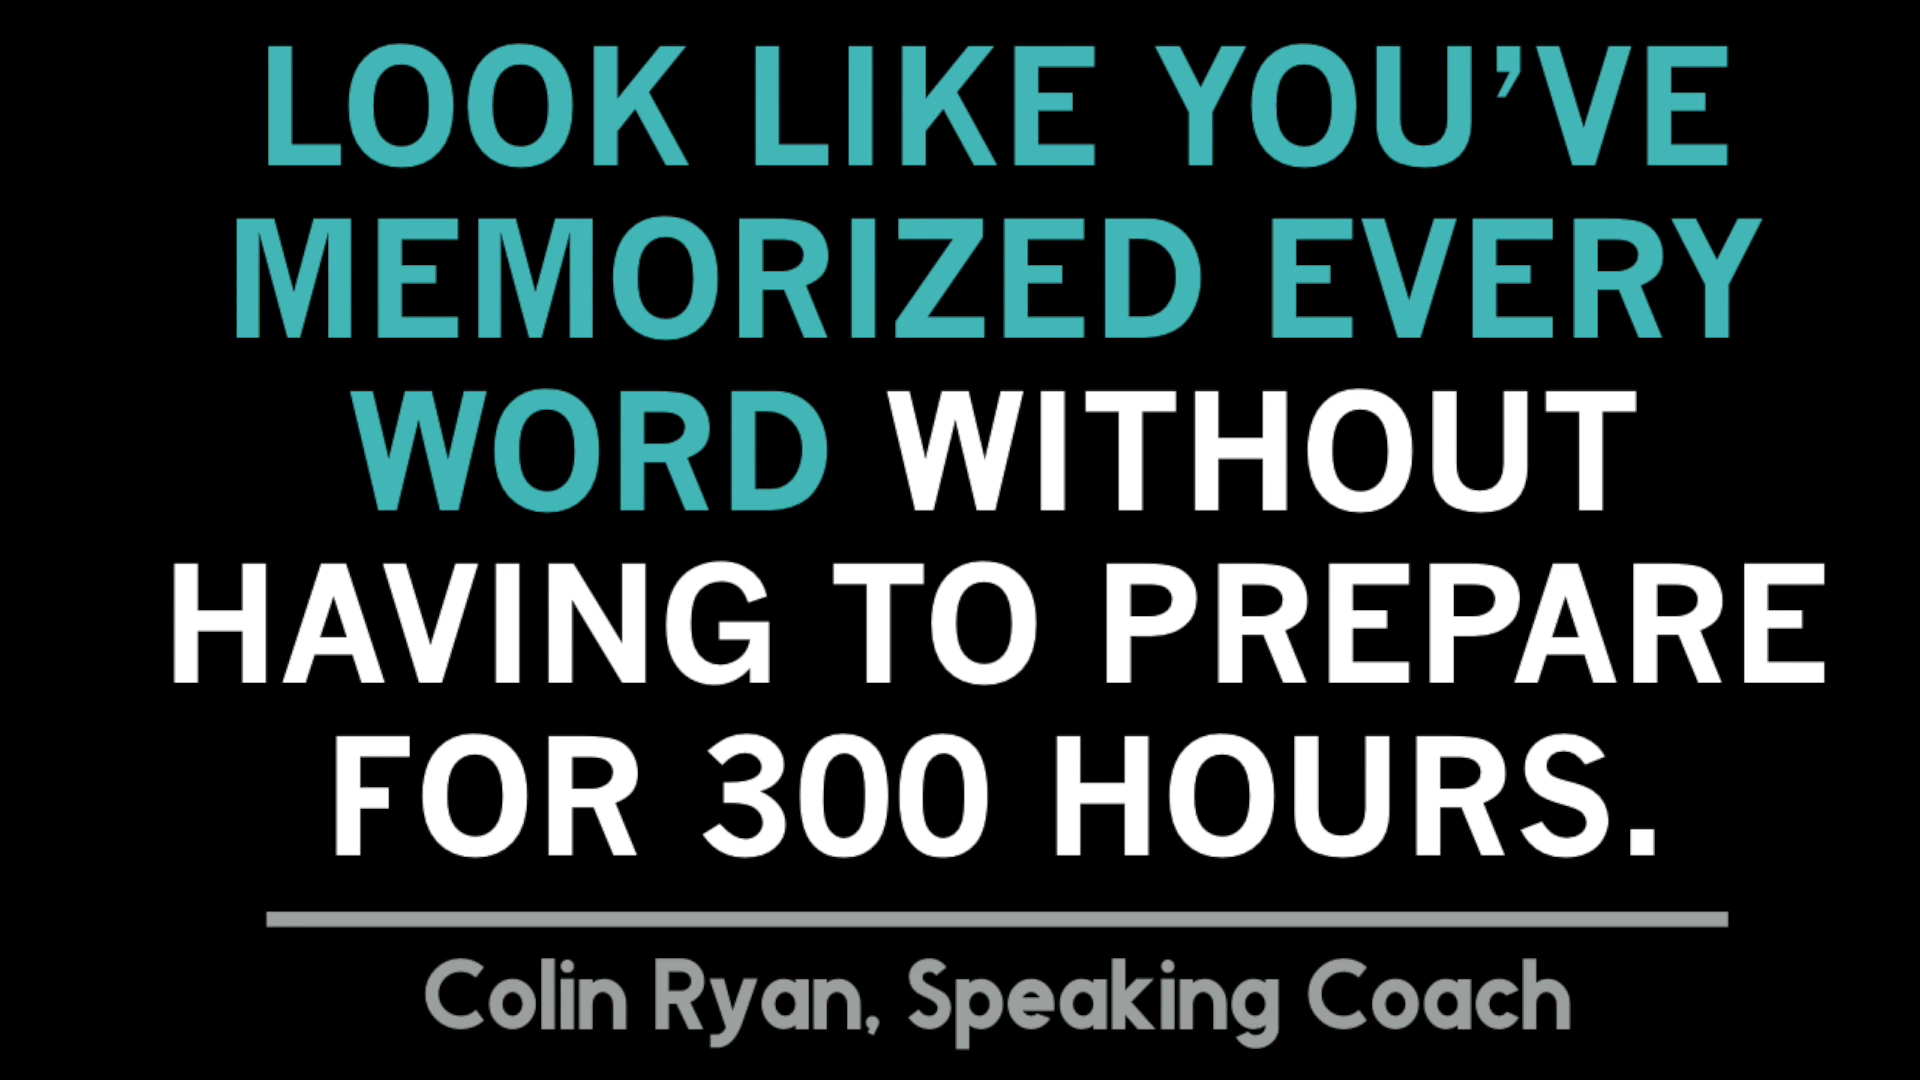 LOOK LIKE YOU’VE
MEMORIZED EVERY
WORD WITHOUT
HAVING TO PREPARE
FOR 300 HOURS.
Colin Ryan, Speaking Coach